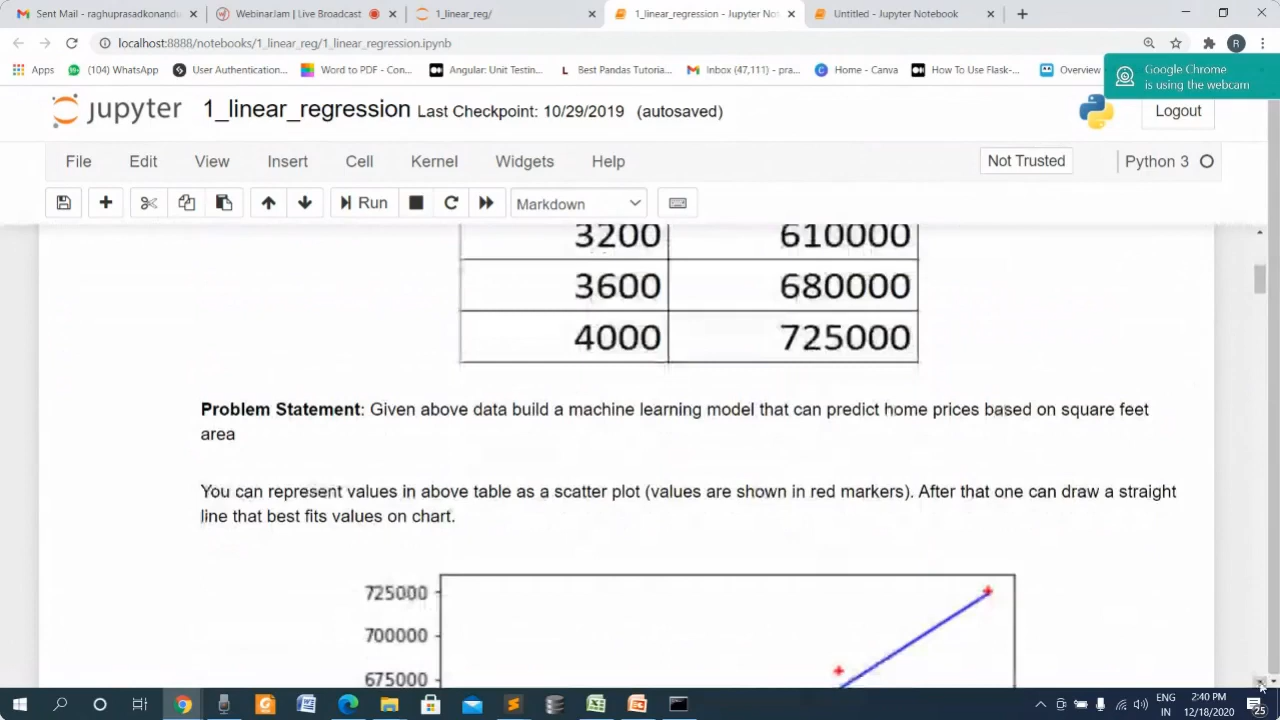 Sent Mail - raghuprasadkonandu
WebinarJam | Live Broadcast
1_linear_reg/
1_linear_regression - Jupyter No
Untitled - Jupyter Notebook
localhost:8888/notebooks/1_linear_reg/1_linear_regression.ipynb
R
Apps
(104) WhatsApp
User Authentication...
Word to PDF - Con...
Angular: Unit Testin...
Best Pandas Tutoria...
Inbox (47,111) - pra...
Home - Canva
How To Use Flask-...
Overview
Google Chrome
is using the webcam
jupyter
1_linear_regression Last Checkpoint: 10/29/2019 (autosaved)
Logout
File Edit View Insert Cell Kernel Widgets Help
Not Trusted
Python 3
Run
Markdown
3200 610000
3600 680000
4000 725000
Problem Statement: Given above data build a machine learning model that can predict home prices based on square feet
area
You can represent values in above table as a scatter plot (values are shown in red markers). After that one can draw a straight
line that best fits values on chart.
725000
700000
675000
ENG
IN
2:40 PM
12/18/2020
25